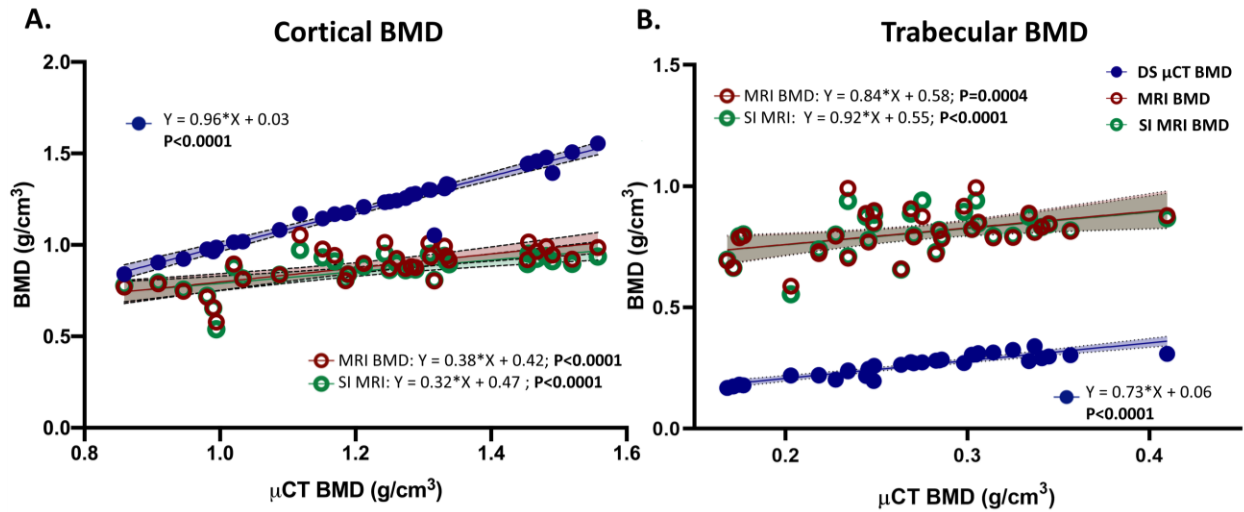 A.
Cortical BMD
2.0
1.5
1.0
0.5
0.0
BMD (g/cm³)
Y = 0.96*X + 0.03
P<0.0001
MRI BMD: Y = 0.38*X + 0.42; P<0.0001
SI MRI: Y = 0.32*X + 0.47 ; P<0.0001
0.8 1.0 1.2 1.4 1.6
μCT BMD (g/cm³)
B.
Trabecular BMD
1.5
1.0
0.5
0.0
BMD (g/cm³)
MRI BMD: Y = 0.84*X + 0.58; P=0.0004
SI MRI: Y = 0.92*X + 0.55; P<0.0001
DS μCT BMD
MRI BMD
SI MRI BMD
Y = 0.73*X + 0.06
P<0.0001
0.2 0.3 0.4
μCT BMD (g/cm³)